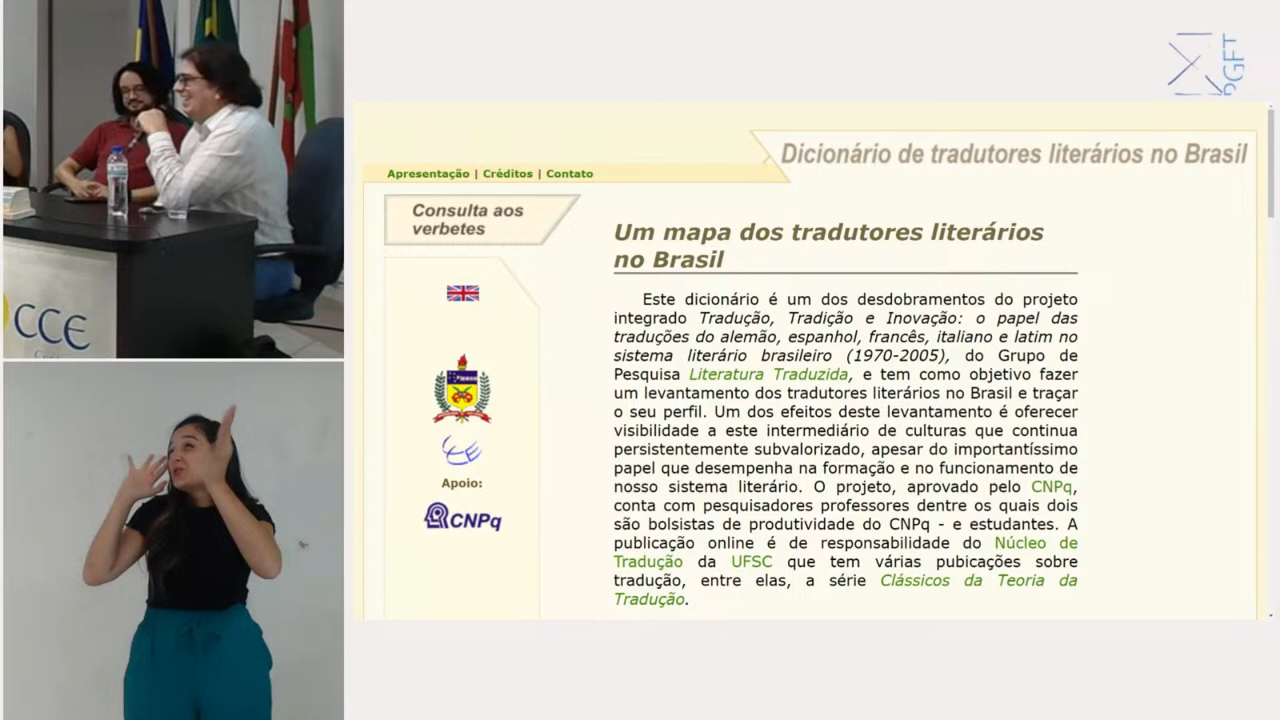 PGFT
Dicionário de tradutores literários no Brasil
Apresentação | Créditos | Contato
Consulta aos
verbetes
Um mapa dos tradutores literários
no Brasil
Este dicionário é um dos desdobramentos do projeto
integrado Tradução, Tradição e Inovação: o papel das
traduções do alemão, espanhol, francês, italiano e latim no
sistema literário brasileiro (1970-2005), do Grupo de
Pesquisa Literatura Traduzida, e tem como objetivo fazer
um levantamento dos tradutores literários no Brasil e traçar
o seu perfil. Um dos efeitos deste levantamento é oferecer
visibilidade a este intermediário de culturas que continua
persistentemente subvalorizado, apesar do importantíssimo
papel que desempenha na formação e no funcionamento de
nosso sistema literário. O projeto, aprovado pelo CNPq,
conta com pesquisadores professores dentre os quais dois
são bolsistas de produtividade do CNPq - e estudantes. A
publicação online é de responsabilidade do Núcleo de
Tradução da UFSC que tem várias pubicações sobre
tradução, entre elas, a série Clássicos da Teoria da
Tradução.
CCE
Apoio:
CNPq
CCE